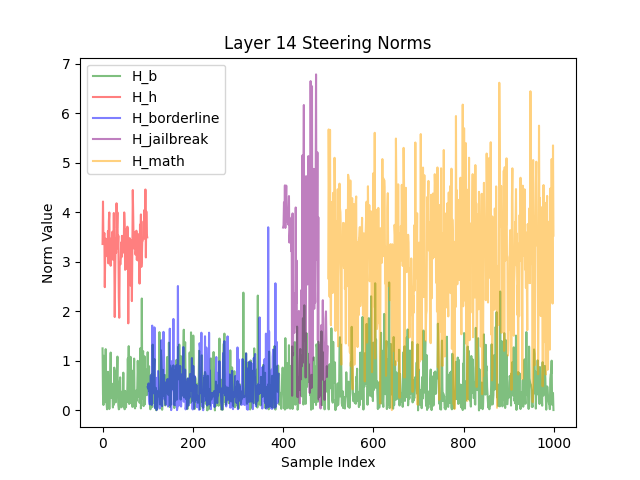 Layer 14 Steering Norms
7
6
5
4
3
2
1
0
Norm Value
H_b
H_h
H_borderline
H_jailbreak
H_math
0 200 400 600 800 1000
Sample Index